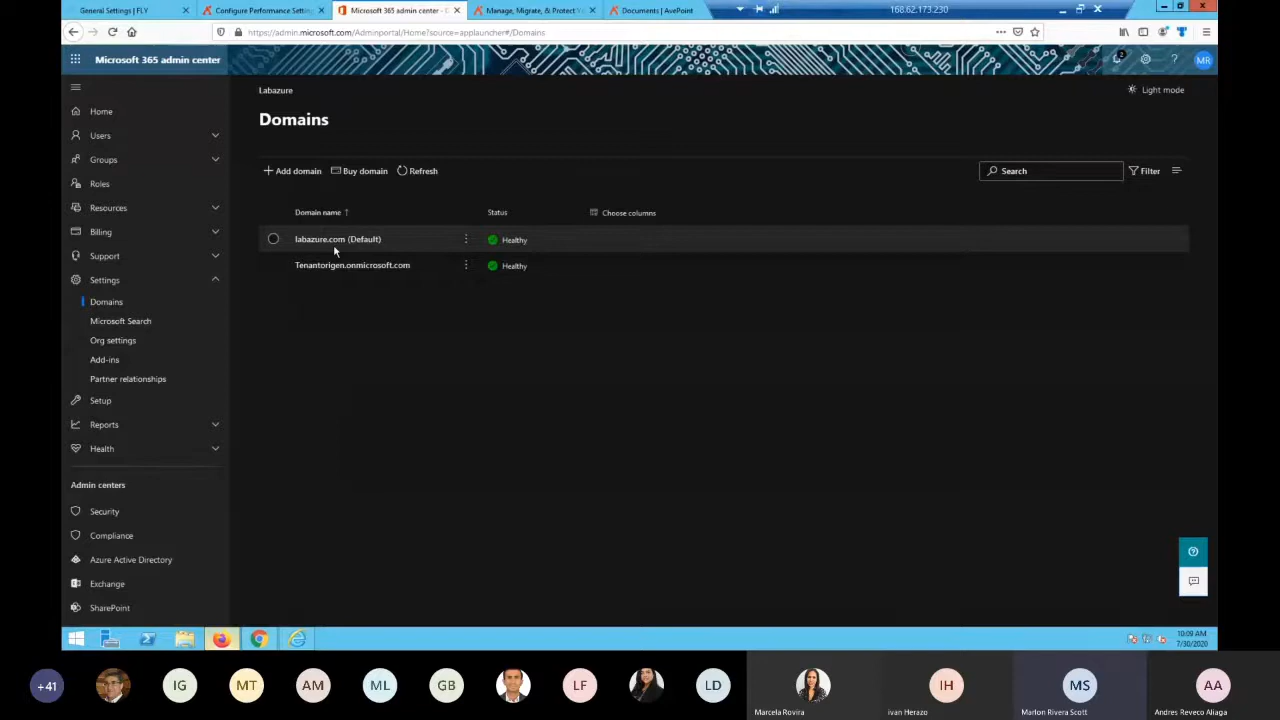 General Settings | FLY
Configure Performance Settin
Microsoft 365 admin center - D
Manage, Migrate, & Protect Y
Documents | AvePoint
168.62.173.230
https://admin.microsoft.com/Adminportal/Home?source=applauncher#/Domains
Microsoft 365 admin center
2
?
MR
Home
Users
Groups
Roles
Resources
Billing
Support
Settings
Domains
Microsoft Search
Org settings
Add-ins
Partner relationships
Setup
Reports
Health
Admin centers
Security
Compliance
Azure Active Directory
Exchange
SharePoint
Labazure
Light mode
Domains
Add domain
Buy domain
Refresh
Search
Filter
Domain name ↑
Status
Choose columns
labazure.com (Default)
Healthy
Tenantorigen.onmicrosoft.com
Healthy
10:09 AM
7/30/2020
+41
IG
MT
AM
ML
GB
LF
LD
Marcela Rovira
IH
ivan Herazo
MS
Marlon Rivera Scott
AA
Andres Reveco Aliaga